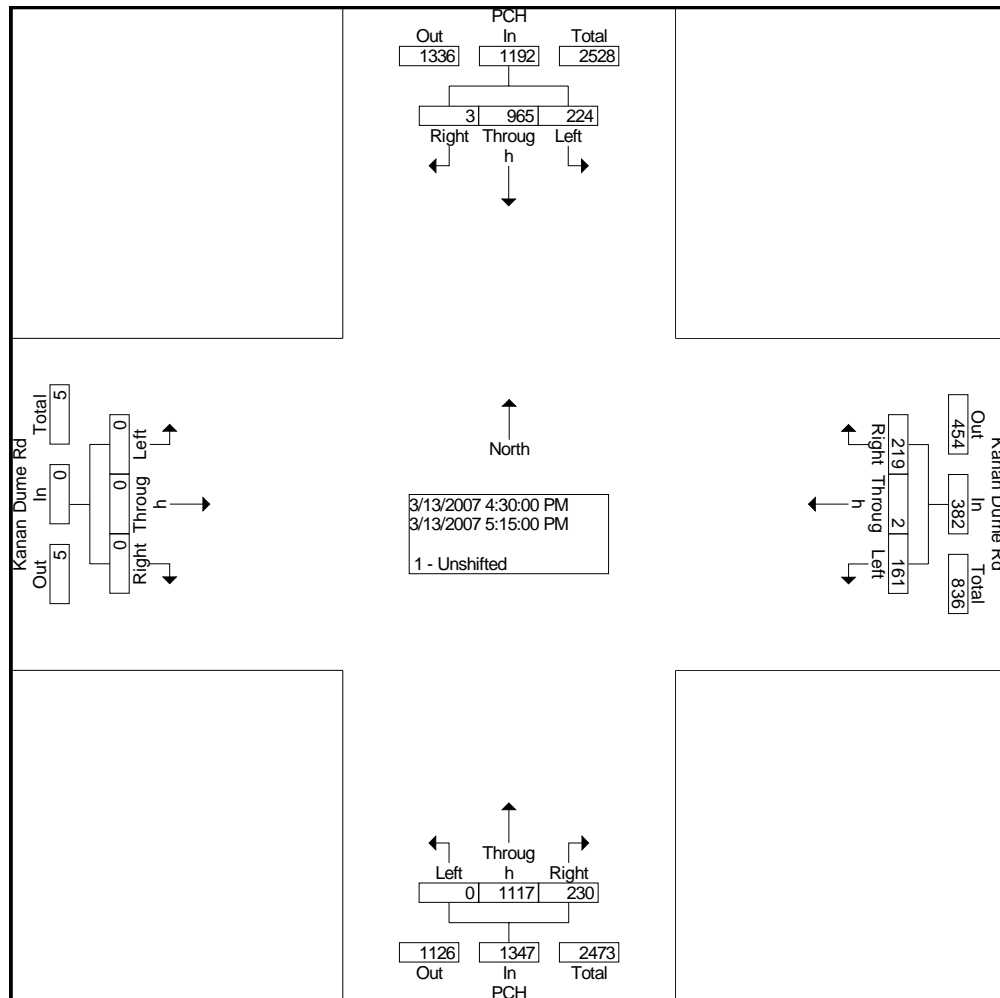 PCH
Out In Total
1336 1192 2528
3 965 224
Right Throug Left
h
Kanan Dume Rd
Total In Out
5 0 5
0 0 0
Left Throug Right
h
North
3/13/2007 4:30:00 PM
3/13/2007 5:15:00 PM
1 - Unshifted
Right Throug Left
h
219 2 161
Out In Total
454 382 836
Kanan Dume Rd
Throug
Left h Right
0 1117 230
1126 1347 2473
Out In Total
PCH